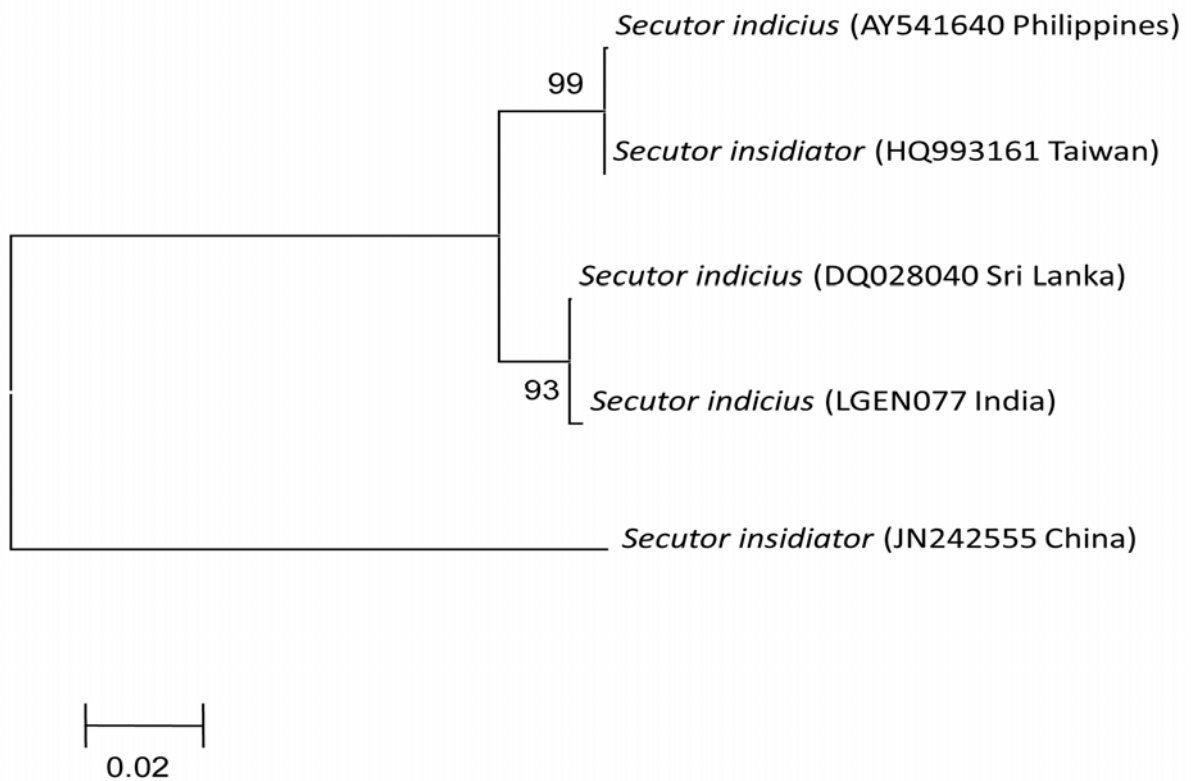 Secutor indicius (AY541640 Philippines)
99
Secutor insidiator (HQ993161 Taiwan)
Secutor indicius (DQ028040 Sri Lanka)
93
Secutor indicius (LGEN077 India)
Secutor insidiator (JN242555 China)
0.02